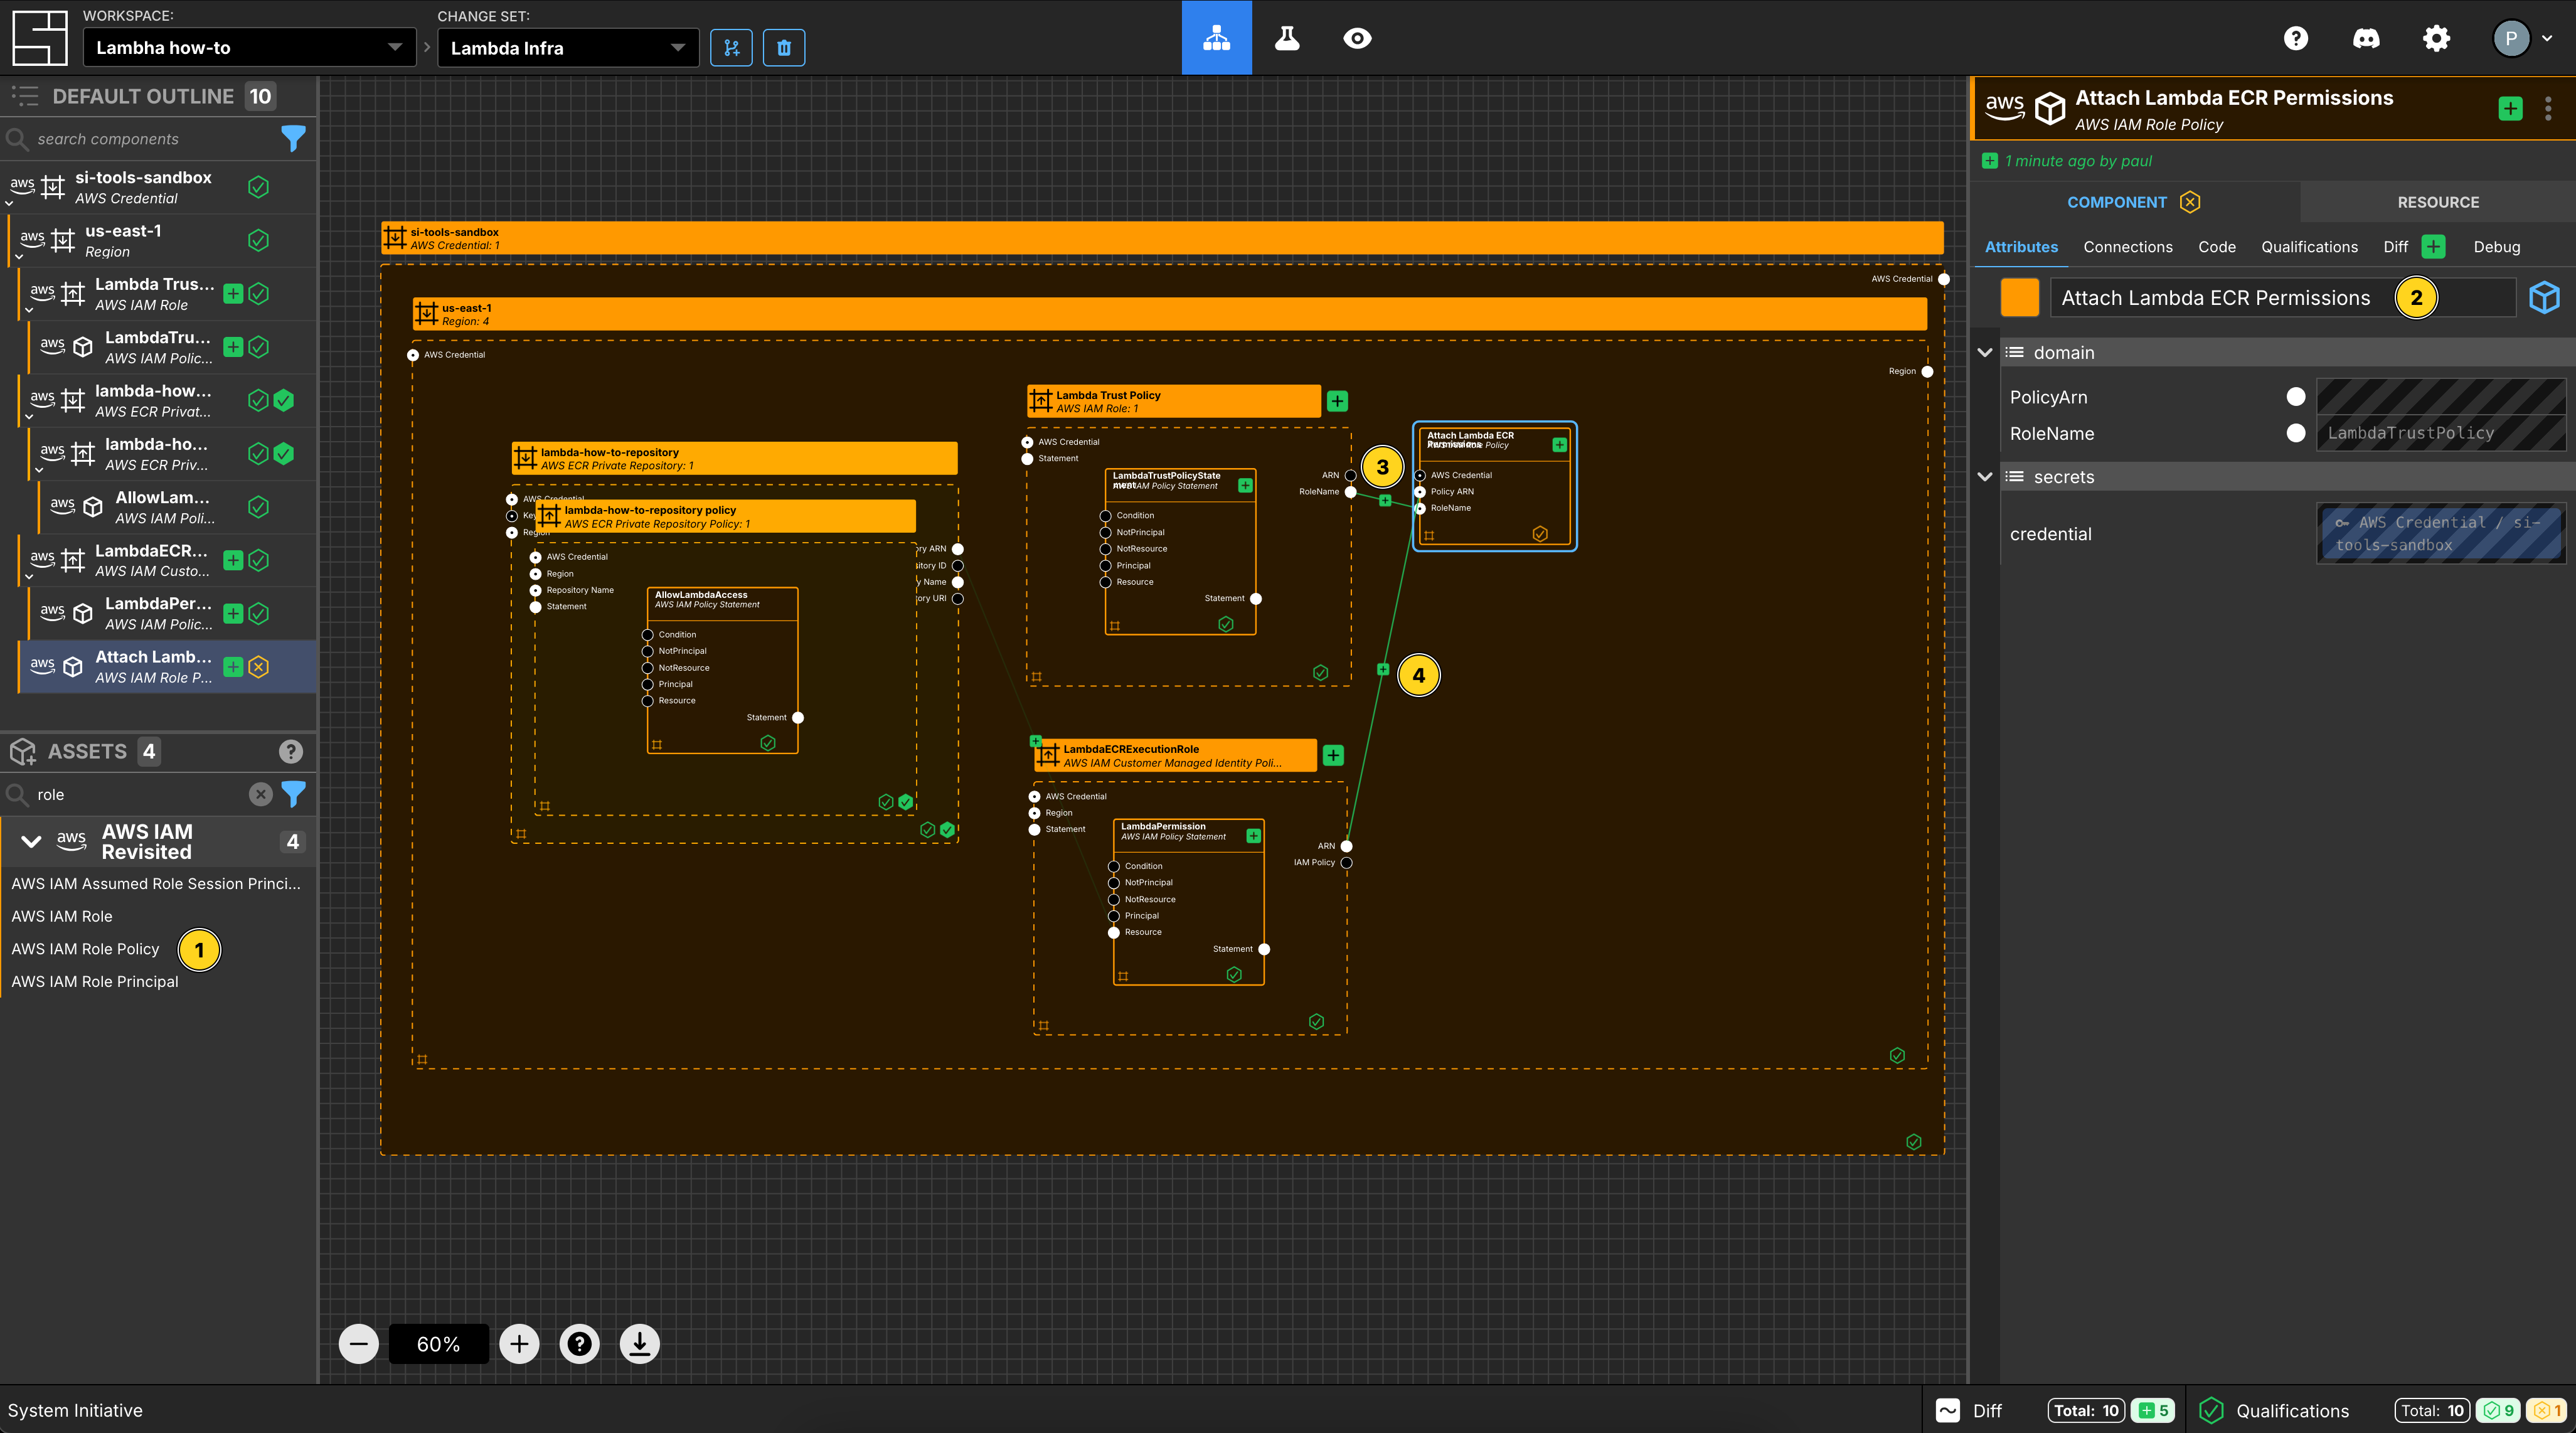 WORKSPACE:
Lambha how-to
CHANGE SET:
Lambda Infra
P
DEFAULT OUTLINE 10
search components
aws si-tools-sandbox
AWS Credential
aws us-east-1
Region
aws Lambda Trus...
AWS IAM Role
aws LambdaTru...
AWS IAM Polic...
aws lambda-how...
AWS ECR Privat...
aws lambda-ho...
AWS ECR Priv...
aws AllowLam...
AWS IAM Poli...
aws LambdaECR...
AWS IAM Custo...
aws LambdaPer...
AWS IAM Polic...
aws Attach Lamb...
AWS IAM Role P...
ASSETS 4
role
aws AWS IAM Revisited 4
AWS IAM Assumed Role Session Princi...
AWS IAM Role
AWS IAM Role Policy 1
AWS IAM Role Principal
si-tools-sandbox
AWS Credential: 1
AWS Credential
us-east-1
Region: 4
AWS Credential
Region
lambda-how-to-repository
AWS ECR Private Repository: 1
AWS Credential
Key
Region
lambda-how-to-repository policy
AWS ECR Private Repository Policy: 1
AWS Credential
Region
Repository Name
Statement
ry ARN
itory ID
y Name
ory URI
AllowLambdaAccess
AWS IAM Policy Statement
Condition
NotPrincipal
NotResource
Principal
Resource
Statement
Lambda Trust Policy
AWS IAM Role: 1
AWS Credential
Statement
ARN
RoleName
LambdaTrustPolicyState
AWS IAM Policy Statement
Condition
NotPrincipal
NotResource
Principal
Resource
Statement
3
Attach Lambda ECR
AWS Credential
Policy ARN
RoleName
4
LambdaECRExecutionRole
AWS IAM Customer Managed Identity Poli...
AWS Credential
Region
Statement
ARN
IAM Policy
LambdaPermission
AWS IAM Policy Statement
Condition
NotPrincipal
NotResource
Principal
Resource
Statement
60%
aws Attach Lambda ECR Permissions
AWS IAM Role Policy
1 minute ago by paul
COMPONENT RESOURCE
Attributes Connections Code Qualifications Diff Debug
Attach Lambda ECR Permissions 2
domain
PolicyArn
RoleName LambdaTrustPolicy
secrets
credential AWS Credential / si-
tools-sandbox
System Initiative
Diff Total: 10 5 Qualifications Total: 10 9 1